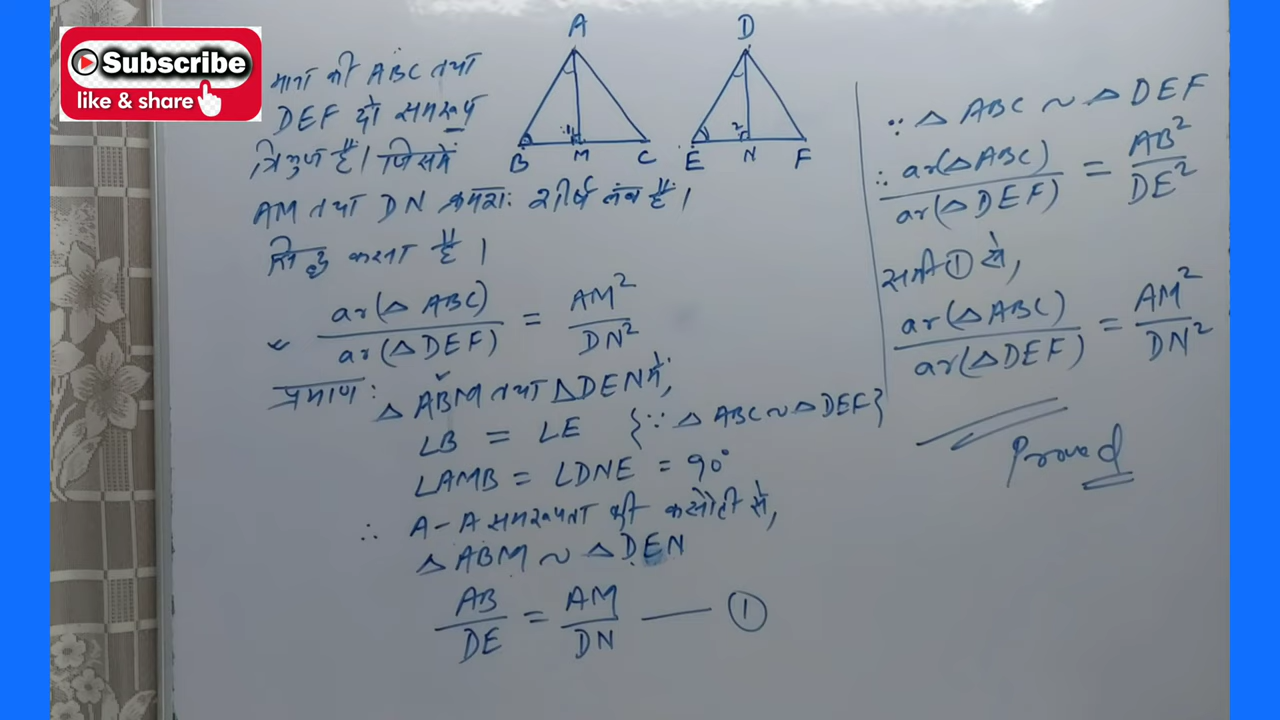 Subscribe
like & share
माना की ABC तथा
DEF दो समरूप
त्रिभुज है। जिसमें
AM तथा DN क्रमशः शीर्ष लंब है।
सिद्ध करना है।
ar(△ ABC) / ar(△DEF) = AM² / DN²
प्रमाण: △ ABM तथा △DEN में,
∠B = ∠E {∵ △ ABC ~ △ DEF}
∠AMB = ∠DNE = 90°
∴ A-A समरूपता की कसौटी से,
△ABM ~ △DEN
AB / DE = AM / DN —— ①
A
B
M
C
D
E
N
F
∵ △ ABC ~ △ DEF
∴ ar(△ABC) / ar(△DEF) = AB² / DE²
समी ① से,
ar(△ABC) / ar(△DEF) = AM² / DN²
Proved